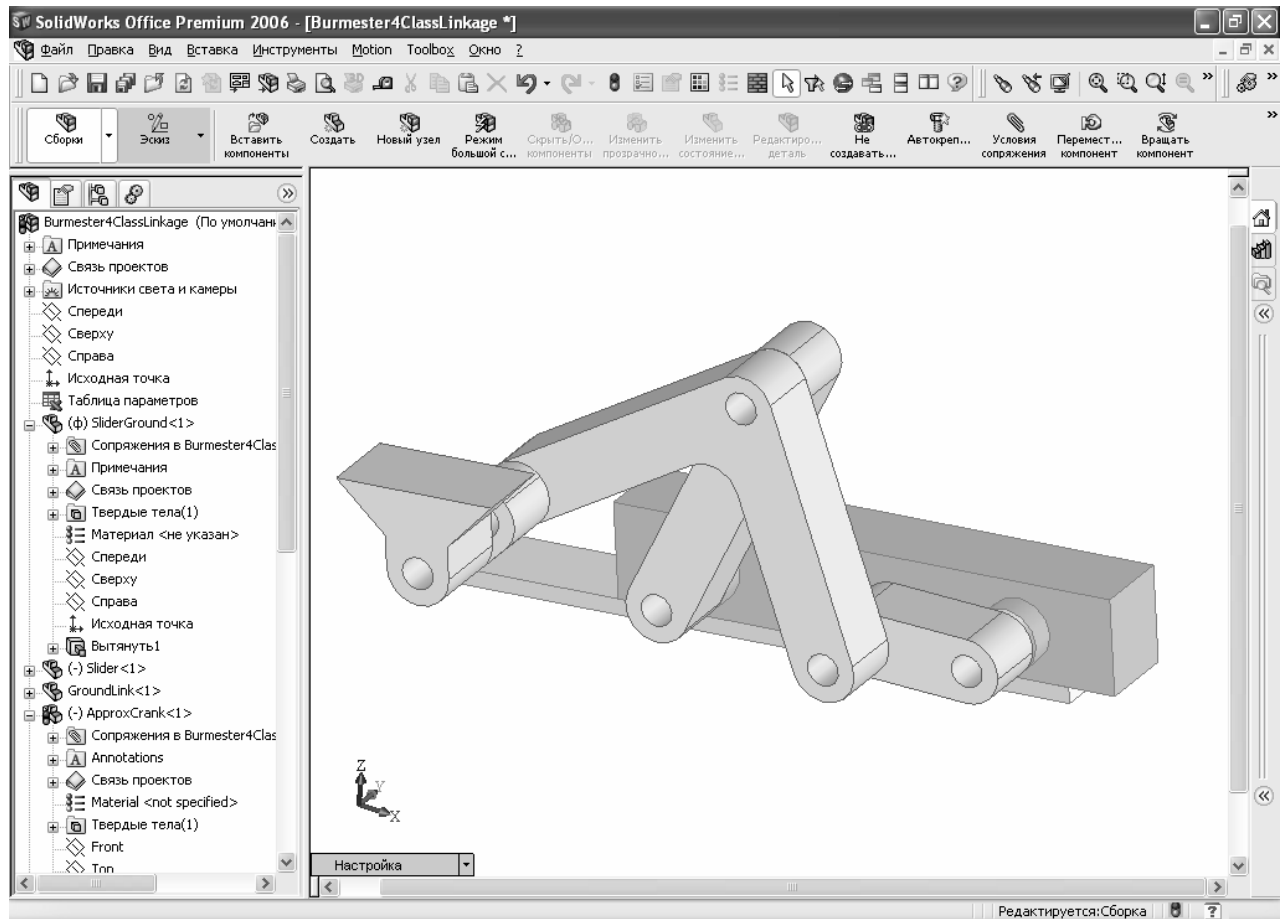 SolidWorks Office Premium 2006 - [Burmester4ClassLinkage *]
Файл Правка Вид Вставка Инструменты Motion Toolbox Окно ?
Сборки
Эскиз
Вставить компоненты
Создать
Новый узел
Режим большой с...
Скрыть/О... компоненты
Изменить прозрачно...
Изменить состояние...
Редактиро... деталь
Не создавать...
Автокреп...
Условия сопряжения
Перемест... компонент
Вращать компонент
Burmester4ClassLinkage (По умолчани
Примечания
Связь проектов
Источники света и камеры
Спереди
Сверху
Справа
Исходная точка
Таблица параметров
(ф) SliderGround<1>
Сопряжения в Burmester4Clas
Примечания
Связь проектов
Твердые тела(1)
Материал <не указан>
Спереди
Сверху
Справа
Исходная точка
Вытянуть1
(-) Slider<1>
GroundLink<1>
(-) ApproxCrank<1>
Сопряжения в Burmester4Clas
Annotations
Связь проектов
Material <not specified>
Твердые тела(1)
Front
Top
Z
Y
X
Настройка
Редактируется:Сборка